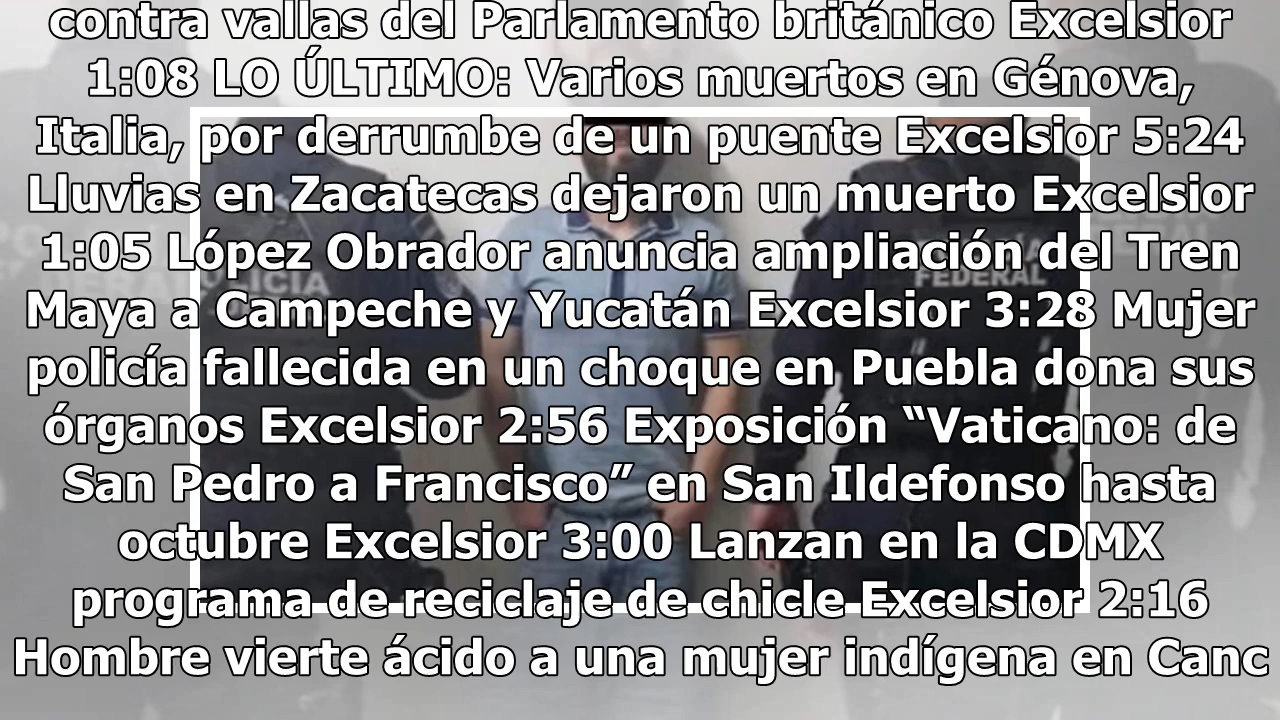 contra vallas del Parlamento británico Excelsior
1:08 LO ÚLTIMO: Varios muertos en Génova,
Italia, por derrumbe de un puente Excelsior 5:24
Lluvias en Zacatecas dejaron un muerto Excelsior
1:05 López Obrador anuncia ampliación del Tren
Maya a Campeche y Yucatán Excelsior 3:28 Mujer
policía fallecida en un choque en Puebla dona sus
órganos Excelsior 2:56 Exposición “Vaticano: de
San Pedro a Francisco” en San Ildefonso hasta
octubre Excelsior 3:00 Lanzan en la CDMX
programa de reciclaje de chicle Excelsior 2:16
Hombre vierte ácido a una mujer indígena en Canc
FEDERAL